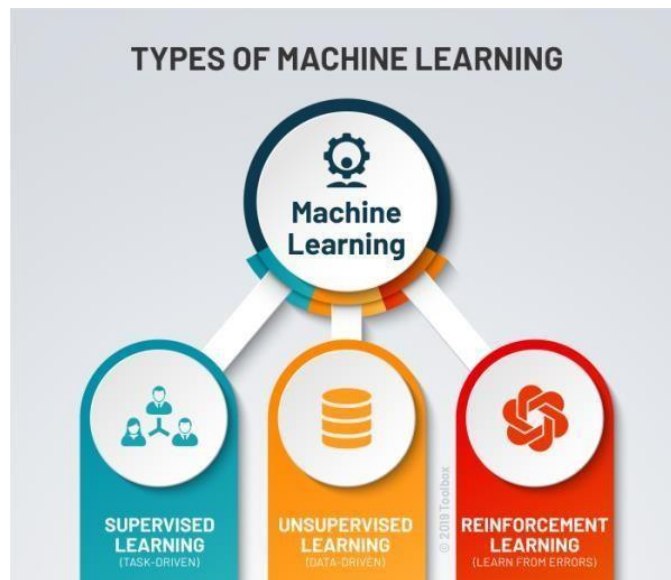 TYPES OF MACHINE LEARNING
Machine
Learning
SUPERVISED
LEARNING
(TASK-DRIVEN)
UNSUPERVISED
LEARNING
(DATA-DRIVEN)
© 2019 Toolbox
REINFORCEMENT
LEARNING
(LEARN FROM ERRORS)